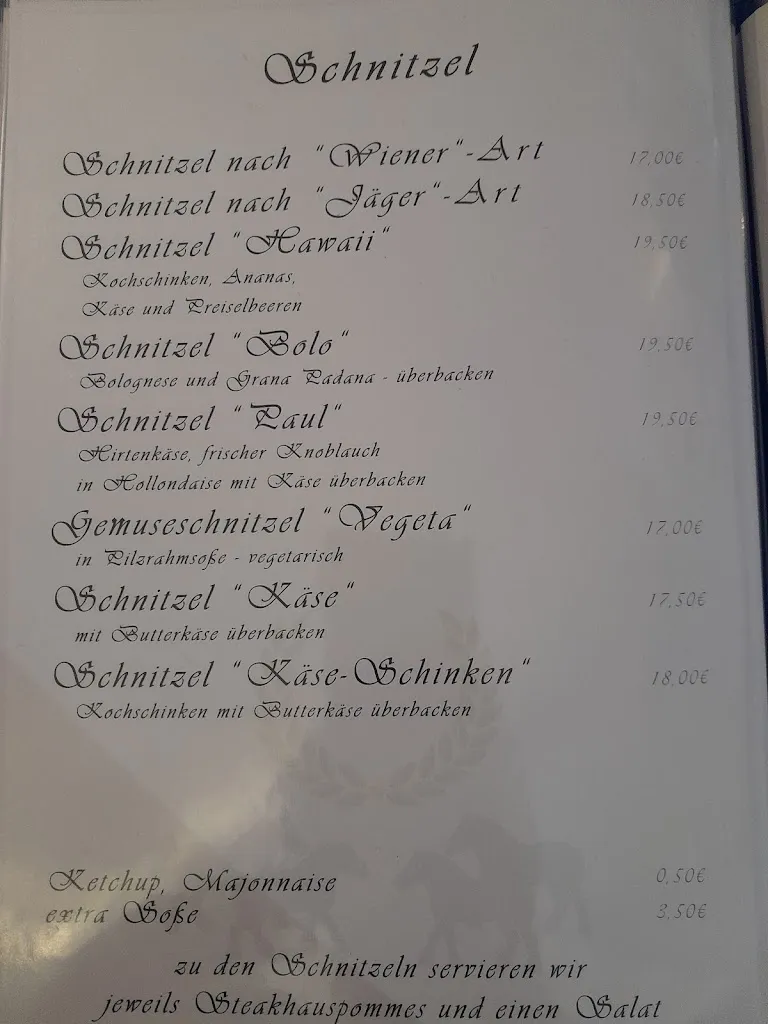 Schnitzel
Schnitzel nach "Wiener"-Art 17,00€
Schnitzel nach "Jäger"-Art 18,50€
Schnitzel "Hawaii" 19,50€
Kochschinken, Ananas,
Käse und Preiselbeeren
Schnitzel "Bolo" 19,50€
Bolognese und Grana Padana - überbacken
Schnitzel "Paul" 19,50€
Hirtenkäse, frischer Knoblauch
in Hollondaise mit Käse überbacken
Gemuseschnitzel "Vegeta" 17,00€
in Pilzrahmsoße - vegetarisch
Schnitzel "Käse" 17,50€
mit Butterkäse überbacken
Schnitzel "Käse-Schinken" 18,00€
Kochschinken mit Butterkäse überbacken
Ketchup, Majonnaise 0,50€
extra Soße 3,50€
zu den Schnitzeln servieren wir
jeweils Steakhauspommes und einen Salat